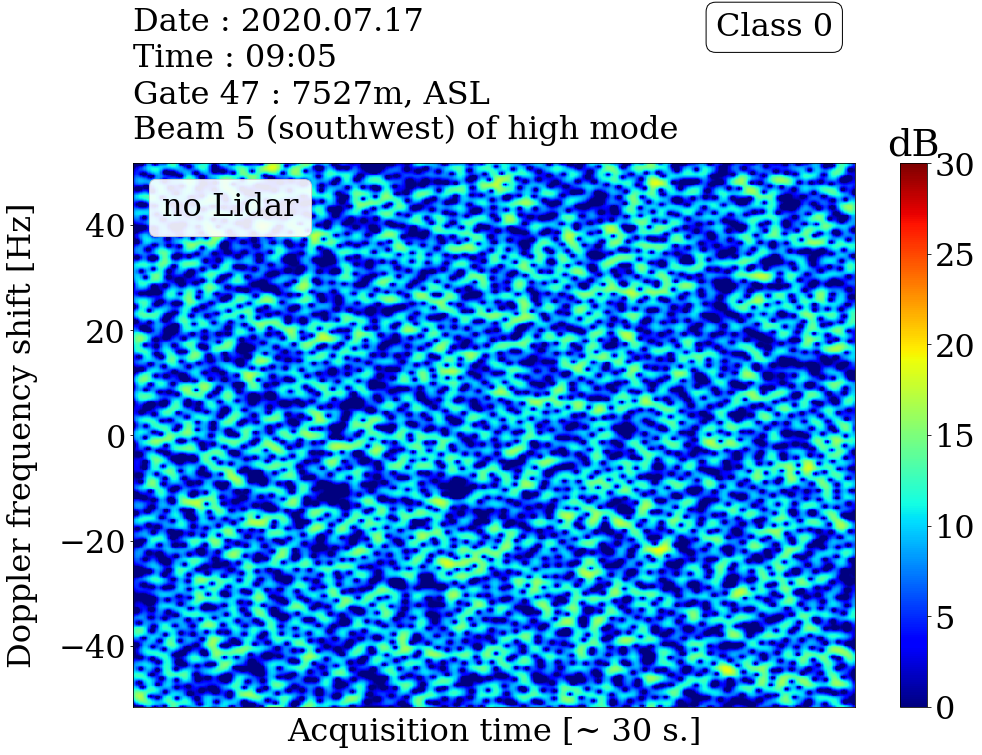 Date : 2020.07.17
Time : 09:05
Gate 47 : 7527m, ASL
Beam 5 (southwest) of high mode
Class 0
no Lidar
Doppler frequency shift [Hz]
40
20
0
−20
−40
Acquisition time [~ 30 s.]
dB
30
25
20
15
10
5
0